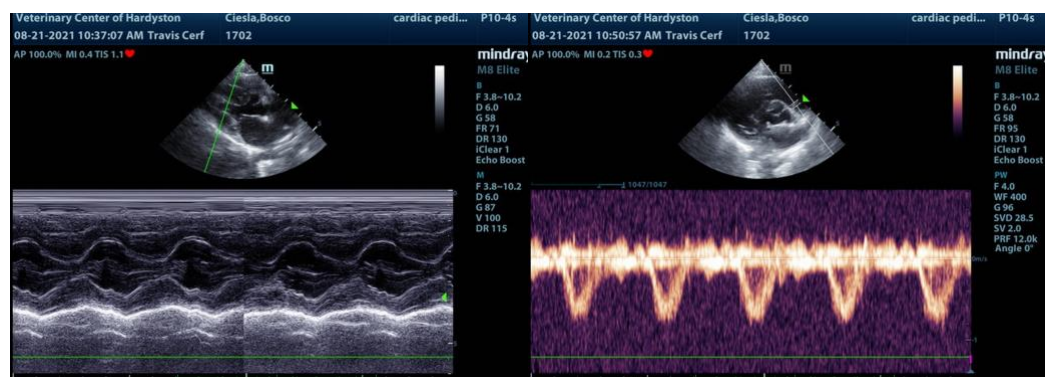 Veterinary Center of Hardyston Ciesla,Bosco cardiac pedi... P10-4s
08-21-2021 10:37:07 AM Travis Cerf 1702
AP 100.0% MI 0.4 TIS 1.1
m
mindray
M8 Elite
B
F 3.8~10.2
D 6.0
G 58
FR 71
DR 130
iClear 1
Echo Boost
M
F 3.8~10.2
D 6.0
G 87
V 100
DR 115
Veterinary Center of Hardyston Ciesla,Bosco cardiac pedi... P10-4s
08-21-2021 10:50:57 AM Travis Cerf 1702
AP 100.0% MI 0.2 TIS 0.3
m
mindray
M8 Elite
B
F 3.8~10.2
D 6.0
G 58
FR 95
DR 130
iClear 1
Echo Boost
1047/1047
PW
F 4.0
WF 400
G 96
SVD 28.5
SV 2.0
PRF 12.0k
Angle 0°
0m/s
-1